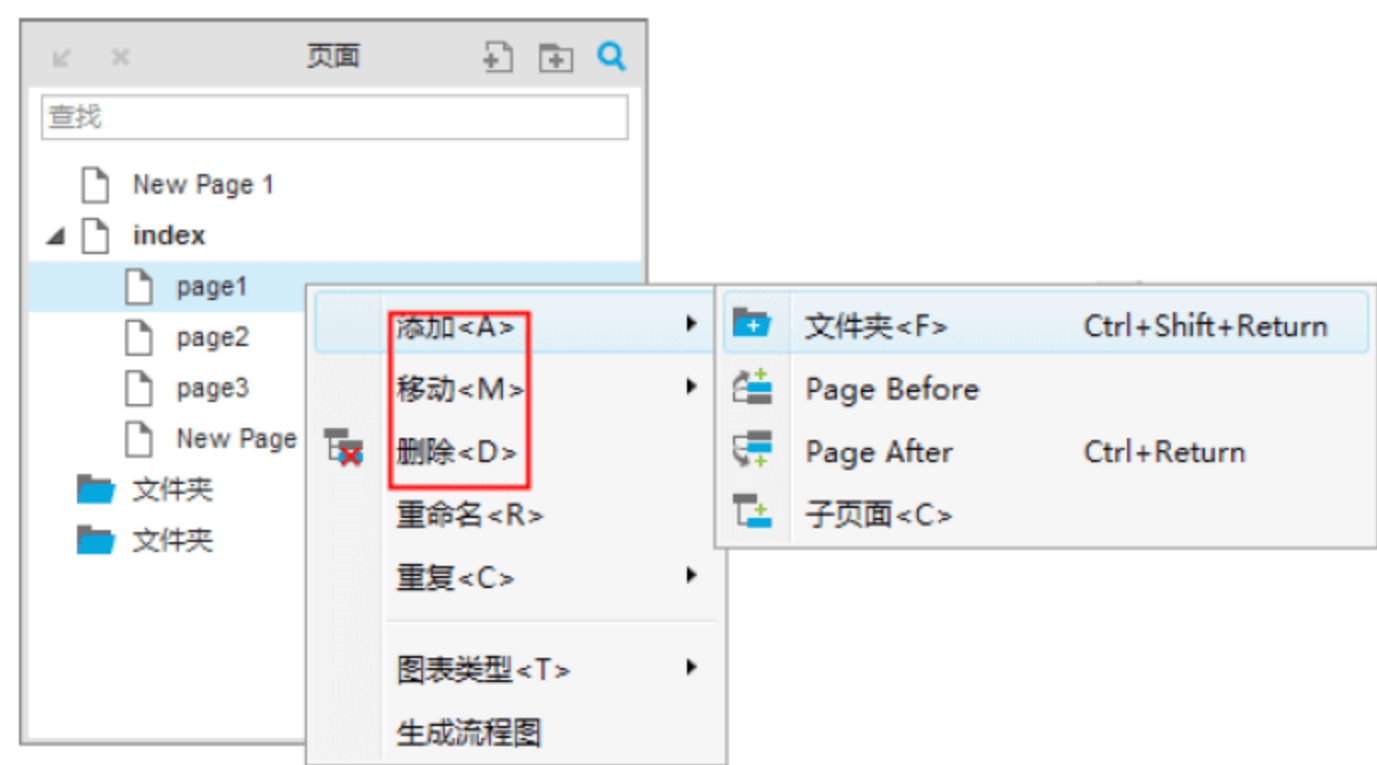 页面
查找
New Page 1
index
page1
page2
page3
New Page
文件夹
文件夹
添加<A>
移动<M>
删除<D>
重命名<R>
重复<C>
图表类型<T>
生成流程图
文件夹<F> Ctrl+Shift+Return
Page Before
Page After Ctrl+Return
子页面<C>